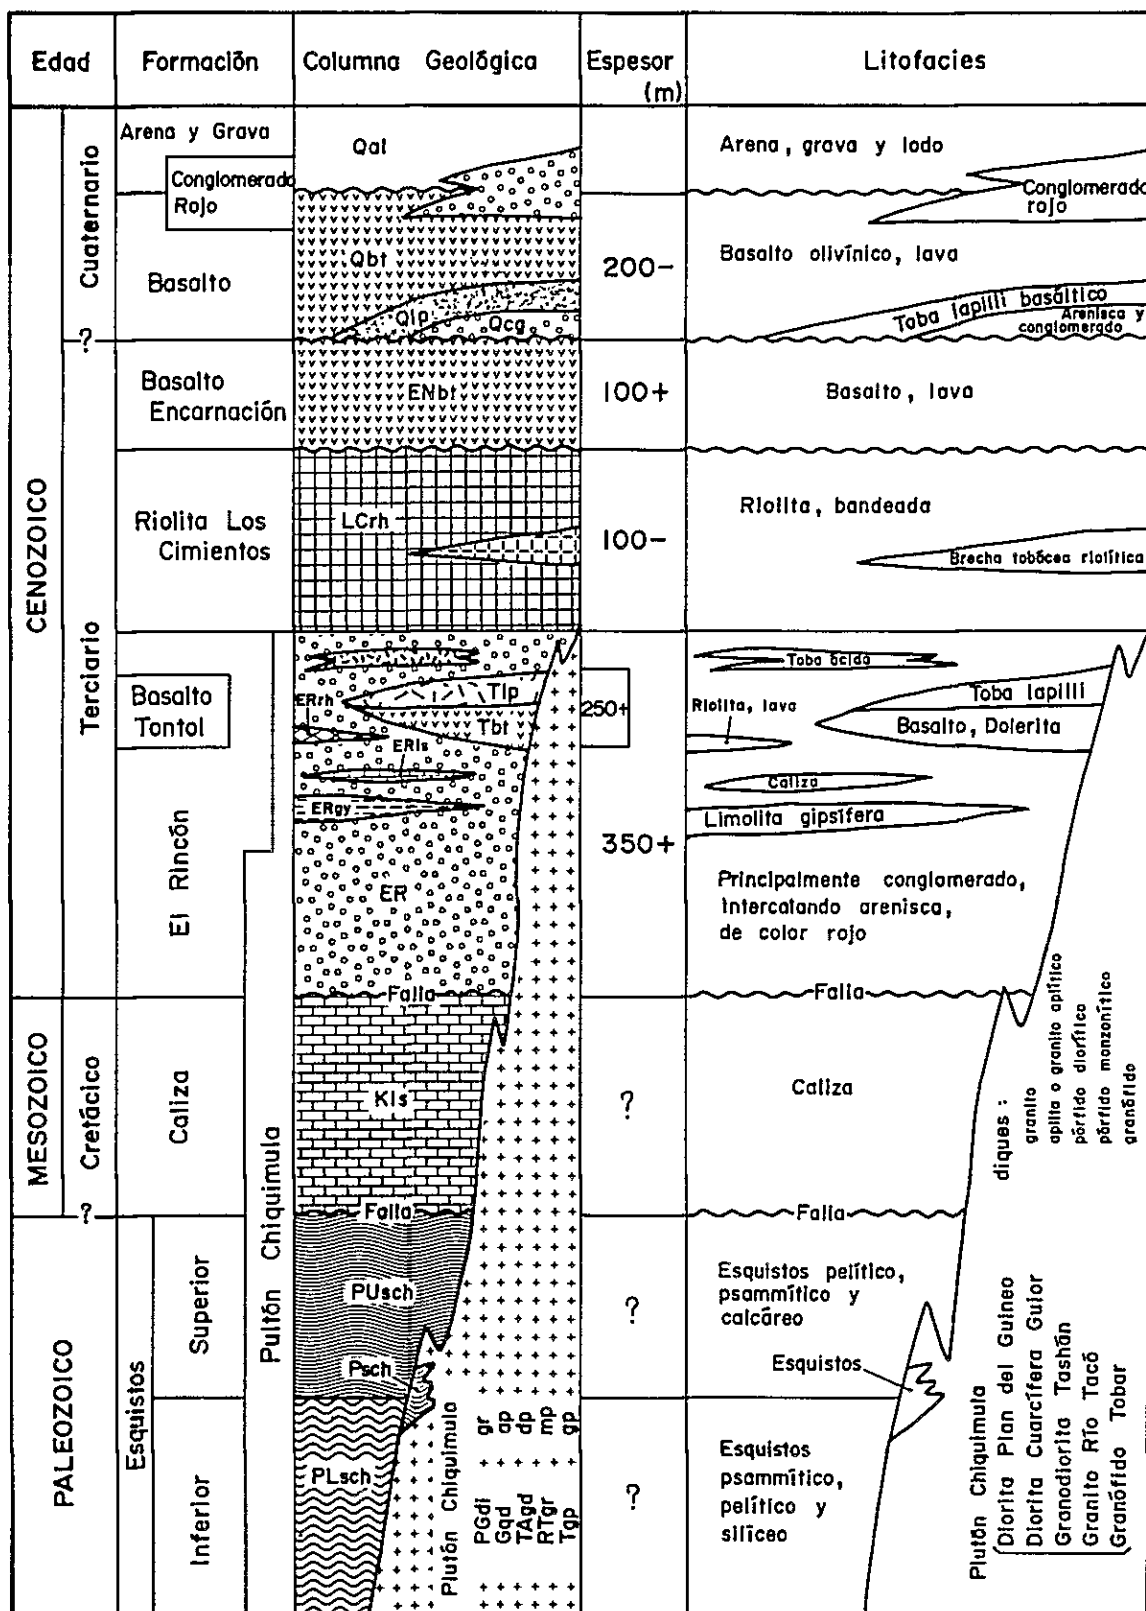 Edad
Formación
Columna Geológica
Espesor
(m)
Litofacies
CENOZOICO
Cuaternario
?
Terciario
MESOZOICO
Cretácico
?
PALEOZOICO
Arena y Grava
Conglomerado
Rojo
Basalto
Basalto
Encarnación
Riolita Los
Cimientos
Basalto
Tontol
El Rincón
Caliza
Pultón Chiquimula
Esquistos
Superior
Inferior
Qal
Qbt
Qlp
Qcg
ENbt
LCrh
Tlp
ERrh
Tbt
ERls
ERgy
ER
Falla
Kls
Falla
PUsch
Psch
PLsch
Plutón Chiquimula
gr
ap
dp
mp
gp
PGdi
Gqd
TAgd
RTgr
Tgp
200-
100+
100-
250+
350+
?
?
?
Arena, grava y lodo
Conglomerado
rojo
Basalto olivínico, lava
Toba lapilli basáltico
Arenisca y
conglomerado
Basalto, lava
Riolita, bandeada
Brecha tobácea riolítica
Toba ácida
Toba lapilli
Riolita, lava
Basalto, Dolerita
Caliza
Limolita gipsífera
Principalmente conglomerado,
intercalando arenisca,
de color rojo
Falla
Caliza
diques :
granito
aplita o granito aplítico
pórfido diorítico
pórfido monzonítico
granófido
Falla
Esquistos pelítico,
psammítico y
calcáreo
Esquistos
Esquistos
psammítico,
pelítico y
silíceo
Plutón Chiquimula
Diorita Plan del Guineo
Diorita Cuarcífera Guior
Granodiorita Tashán
Granito Río Tacó
Granófido Tobar